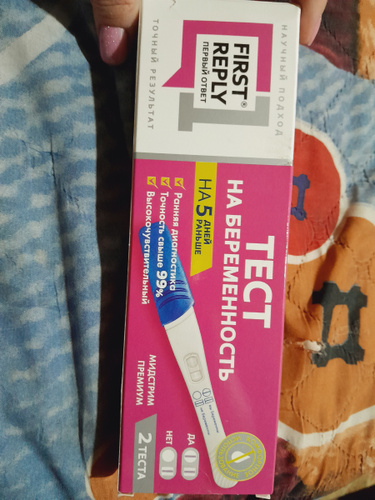 НАУЧНЫЙ ПОДХОД
ТОЧНЫЙ РЕЗУЛЬТАТ
FIRST®
REPLY
ПЕРВЫЙ ОТВЕТ
ТЕСТ
НА БЕРЕМЕННОСТЬ
НА 5 ДНЕЙ
РАНЬШЕ
Ранняя диагностика
Точность свыше 99%
Высокочувствительный
МИДСТРИМ
ПРЕМИУМ
ДА
НЕТ
2 ТЕСТА